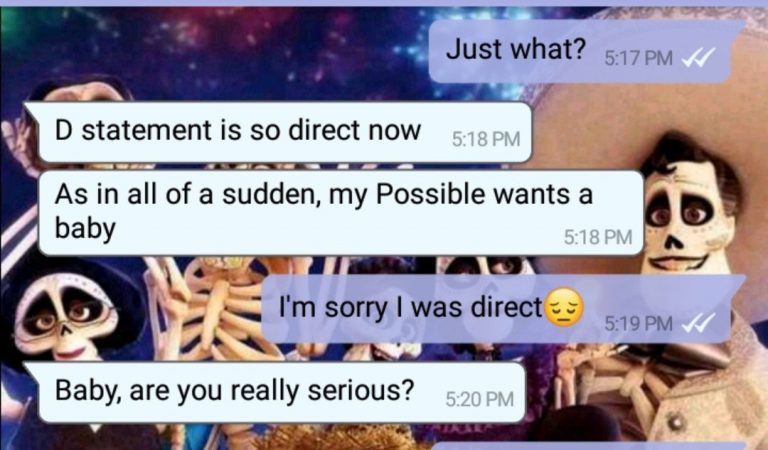 Just what? 5:17 PM
D statement is so direct now 5:18 PM
As in all of a sudden, my Possible wants a
baby 5:18 PM
I'm sorry I was direct😔 5:19 PM
Baby, are you really serious? 5:20 PM